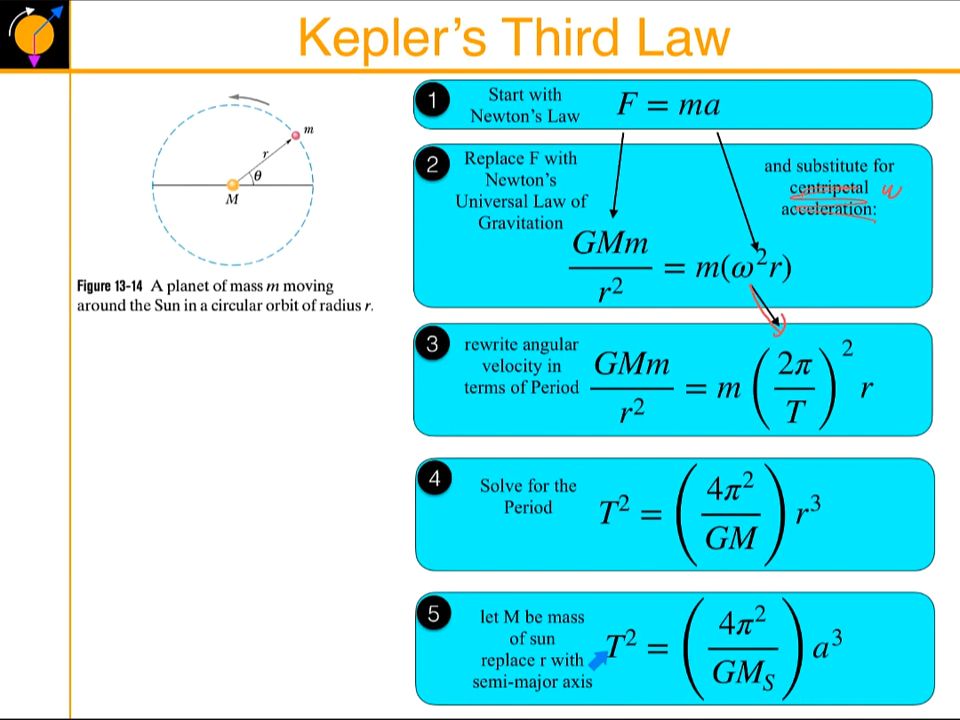 Kepler's Third Law
m
r
θ
M
Figure 13-14 A planet of mass m moving
around the Sun in a circular orbit of radius r.
1
Start with
Newton's Law
F = ma
2
Replace F with
Newton's
Universal Law of
Gravitation
and substitute for
centripetal ω
acceleration:
GMm/r² = m(ω²r)
3
rewrite angular
velocity in
terms of Period
GMm/r² = m(2π/T)² r
4
Solve for the
Period
T² = (4π²/GM) r³
5
let M be mass
of sun
replace r with
semi-major axis
T² = (4π²/GM_S) a³